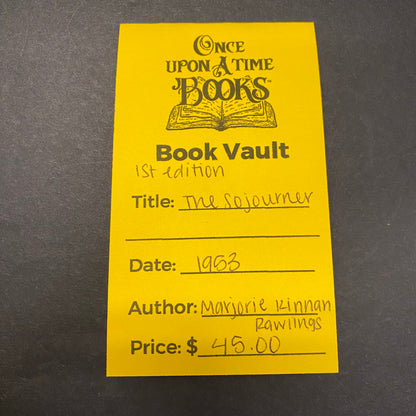 Once
upon A Time
Books
Book Vault
1st edition
Title: The Sojourner
Date: 1953
Author: Marjorie Kinnan
Rawlings
Price: $ 45.00